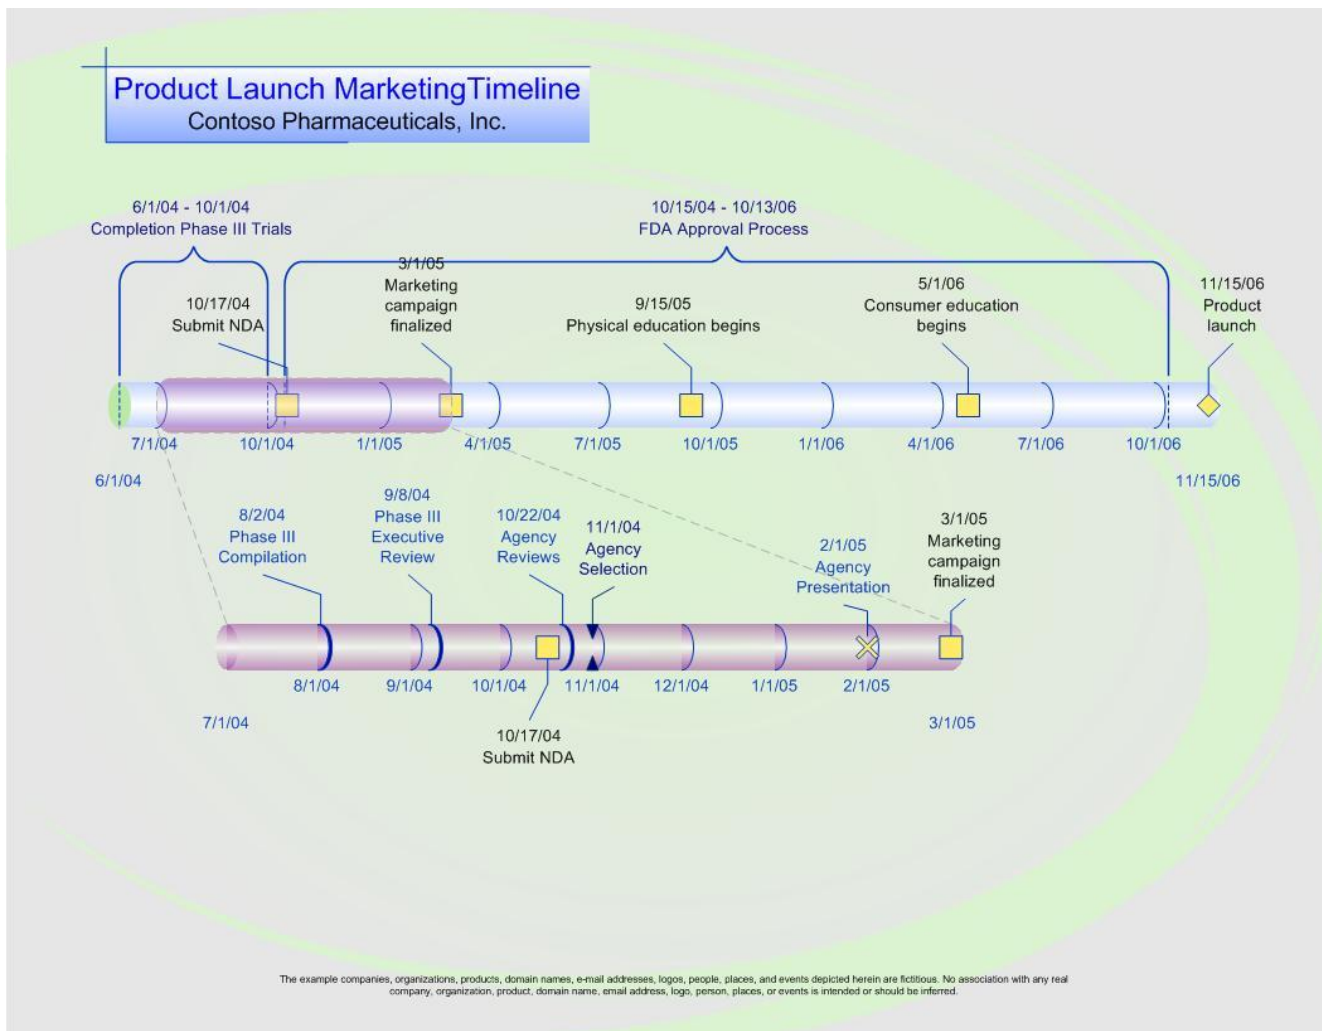 Product Launch MarketingTimeline
Contoso Pharmaceuticals, Inc.
6/1/04 - 10/1/04
Completion Phase III Trials
10/15/04 - 10/13/06
FDA Approval Process
10/17/04
Submit NDA
3/1/05
Marketing
campaign
finalized
9/15/05
Physical education begins
5/1/06
Consumer education
begins
11/15/06
Product
launch
7/1/04
10/1/04
1/1/05
4/1/05
7/1/05
10/1/05
1/1/06
4/1/06
7/1/06
10/1/06
6/1/04
11/15/06
8/2/04
Phase III
Compilation
9/8/04
Phase III
Executive
Review
10/22/04
Agency
Reviews
11/1/04
Agency
Selection
2/1/05
Agency
Presentation
3/1/05
Marketing
campaign
finalized
8/1/04
9/1/04
10/1/04
11/1/04
12/1/04
1/1/05
2/1/05
7/1/04
3/1/05
10/17/04
Submit NDA
The example companies, organizations, products, domain names, e-mail addresses, logos, people, places, and events depicted herein are fictitious. No association with any real
company, organization, product, domain name, email address, logo, person, places, or events is intended or should be inferred.